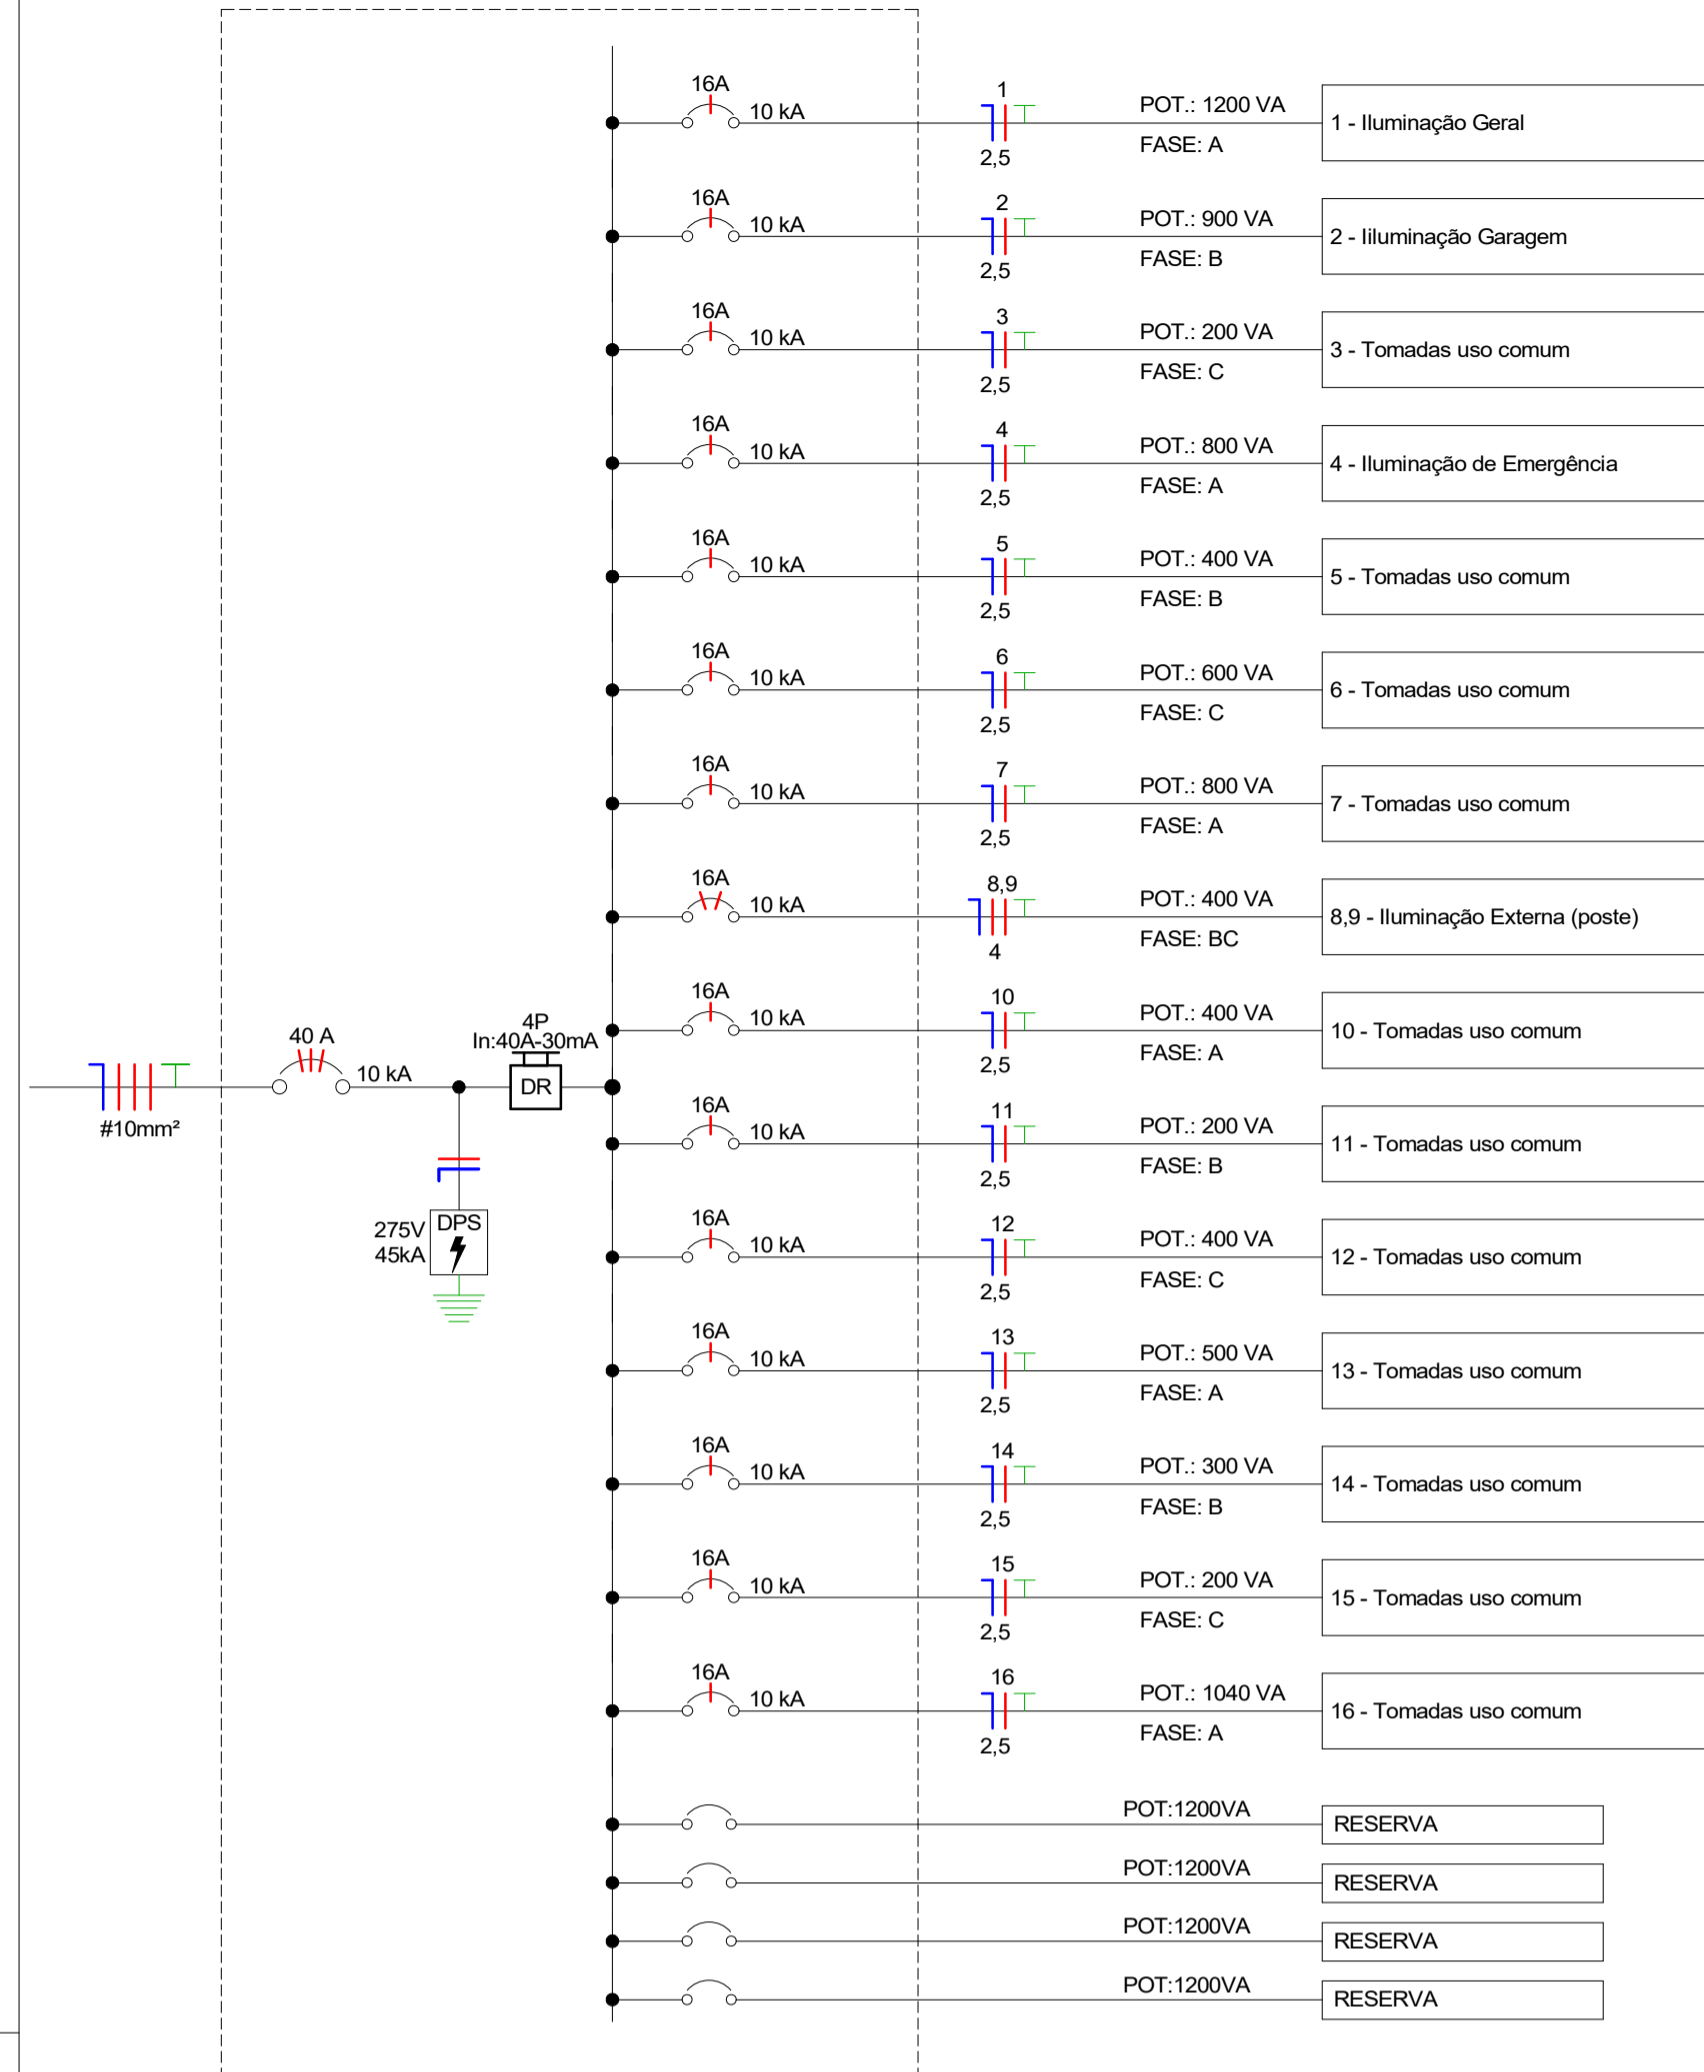 16A
10 kA
1
2,5
POT.: 1200 VA
FASE: A
1 - Iluminação Geral
16A
10 kA
2
2,5
POT.: 900 VA
FASE: B
2 - Iiluminação Garagem
16A
10 kA
3
2,5
POT.: 200 VA
FASE: C
3 - Tomadas uso comum
16A
10 kA
4
2,5
POT.: 800 VA
FASE: A
4 - Iluminação de Emergência
16A
10 kA
5
2,5
POT.: 400 VA
FASE: B
5 - Tomadas uso comum
16A
10 kA
6
2,5
POT.: 600 VA
FASE: C
6 - Tomadas uso comum
16A
10 kA
7
2,5
POT.: 800 VA
FASE: A
7 - Tomadas uso comum
16A
10 kA
8,9
4
POT.: 400 VA
FASE: BC
8,9 - Iluminação Externa (poste)
16A
10 kA
10
2,5
POT.: 400 VA
FASE: A
10 - Tomadas uso comum
#10mm²
40 A
10 kA
4P
In:40A-30mA
DR
275V
45kA
DPS
16A
10 kA
11
2,5
POT.: 200 VA
FASE: B
11 - Tomadas uso comum
16A
10 kA
12
2,5
POT.: 400 VA
FASE: C
12 - Tomadas uso comum
16A
10 kA
13
2,5
POT.: 500 VA
FASE: A
13 - Tomadas uso comum
16A
10 kA
14
2,5
POT.: 300 VA
FASE: B
14 - Tomadas uso comum
16A
10 kA
15
2,5
POT.: 200 VA
FASE: C
15 - Tomadas uso comum
16A
10 kA
16
2,5
POT.: 1040 VA
FASE: A
16 - Tomadas uso comum
POT:1200VA
RESERVA
POT:1200VA
RESERVA
POT:1200VA
RESERVA
POT:1200VA
RESERVA